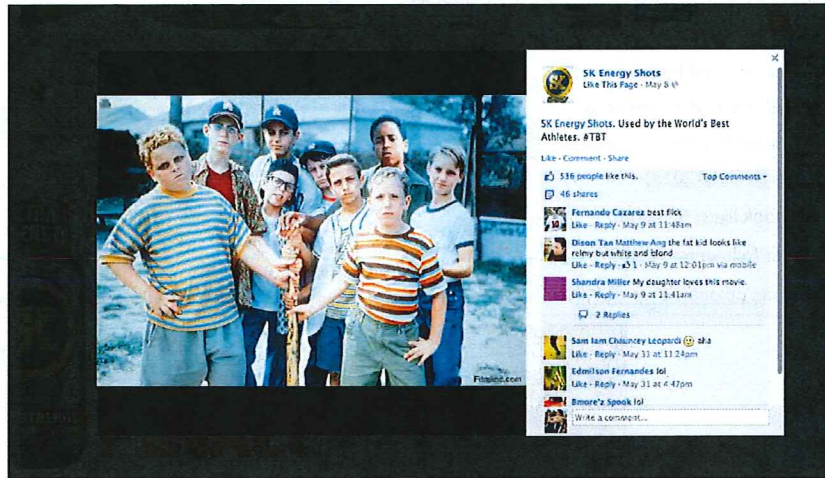 SK Energy Shots
Like This Page · May 8
SK Energy Shots. Used by the World's Best
Athletes. #TBT
Like · Comment · Share
536 people like this.
Top Comments
46 shares
Fernando Cazarez best flick
Like · Reply · May 9 at 11:48am
Dison Tan Matthew Ang the fat kid looks like
relmy but white and blond
Like · Reply · 1 · May 9 at 12:01pm via mobile
Shandra Miller My daughter loves this movie.
Like · Reply · May 9 at 11:41am
2 Replies
Sam Iam Chauncey Leopardi aka
Like · Reply · May 31 at 11:24pm
Edmilson Fernandes lol
Like · Reply · May 31 at 4:47pm
Bmore'z Spook lol
Write a comment...
Filmlinc.com